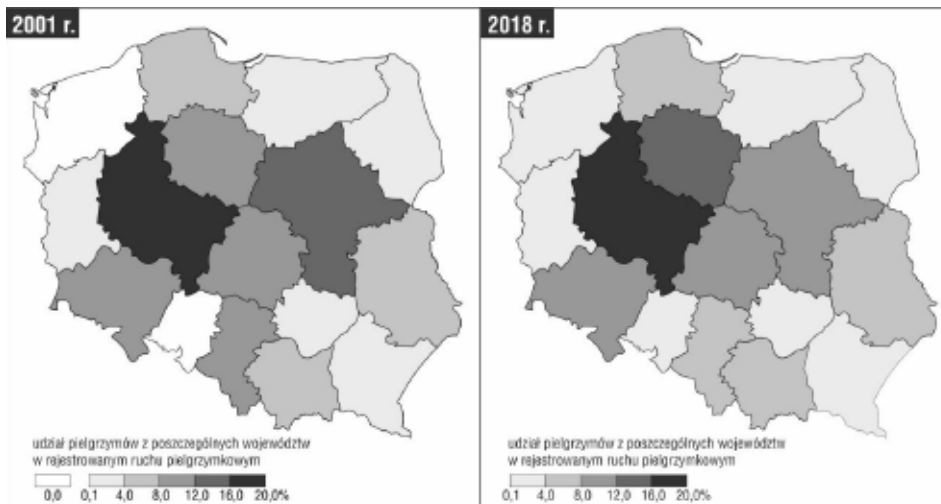 2001 r.
udział pielgrzymów z poszczególnych województw
w rejestrowanym ruchu pielgrzymkowym
0,0 0,1 4,0 8,0 12,0 16,0 20,0%
2018 r.
udział pielgrzymów z poszczególnych województw
w rejestrowanym ruchu pielgrzymkowym
0,1 4,0 8,0 12,0 16,0 20,0%